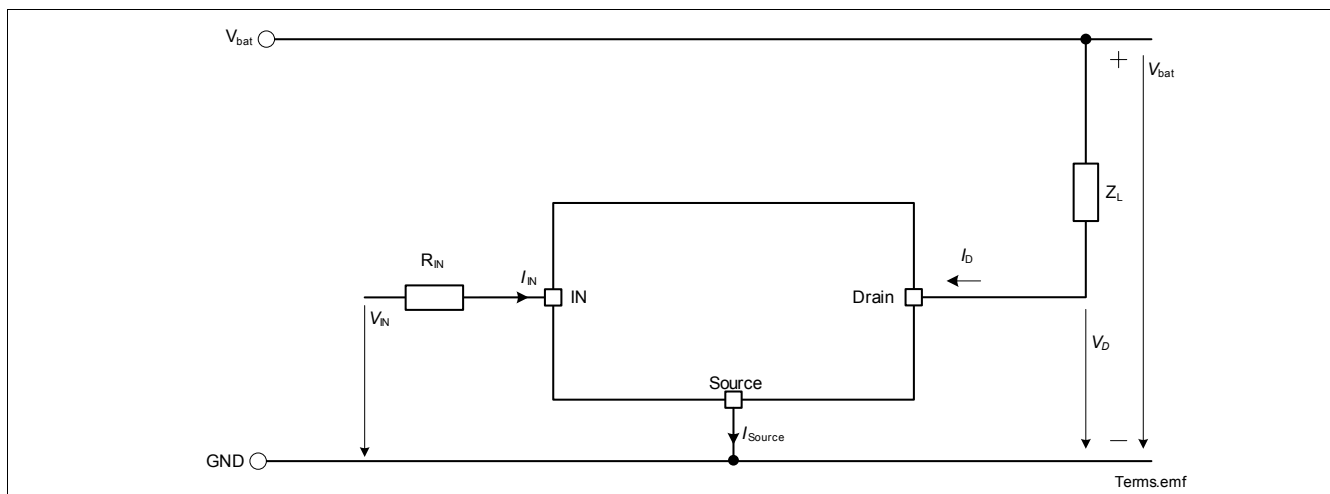 Vbat
+
Vbat
ZL
RIN
IIN
ID
IN
Drain
VIN
VD
Source
ISource
—
GND
Terms.emf